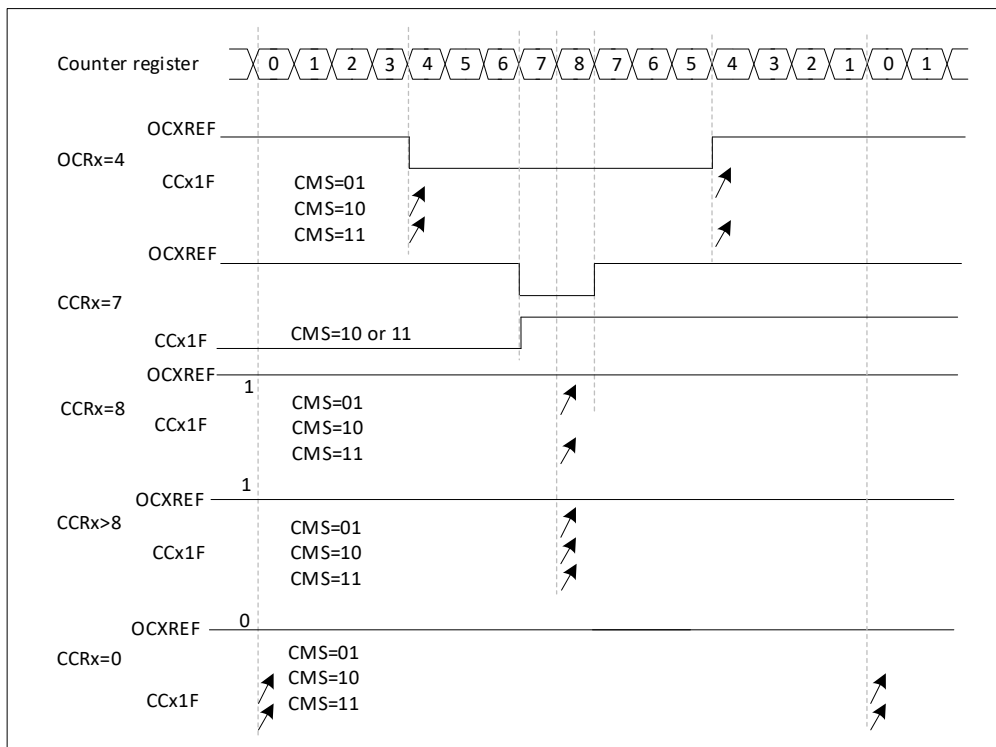 Counter register 0 1 2 3 4 5 6 7 8 7 6 5 4 3 2 1 0 1
OCXREF
OCRx=4
CCx1F
CMS=01
CMS=10
CMS=11
OCXREF
CCRx=7
CCx1F
CMS=10 or 11
OCXREF 1
CCRx=8
CCx1F
CMS=01
CMS=10
CMS=11
OCXREF 1
CCRx>8
CCx1F
CMS=01
CMS=10
CMS=11
OCXREF 0
CCRx=0
CCx1F
CMS=01
CMS=10
CMS=11